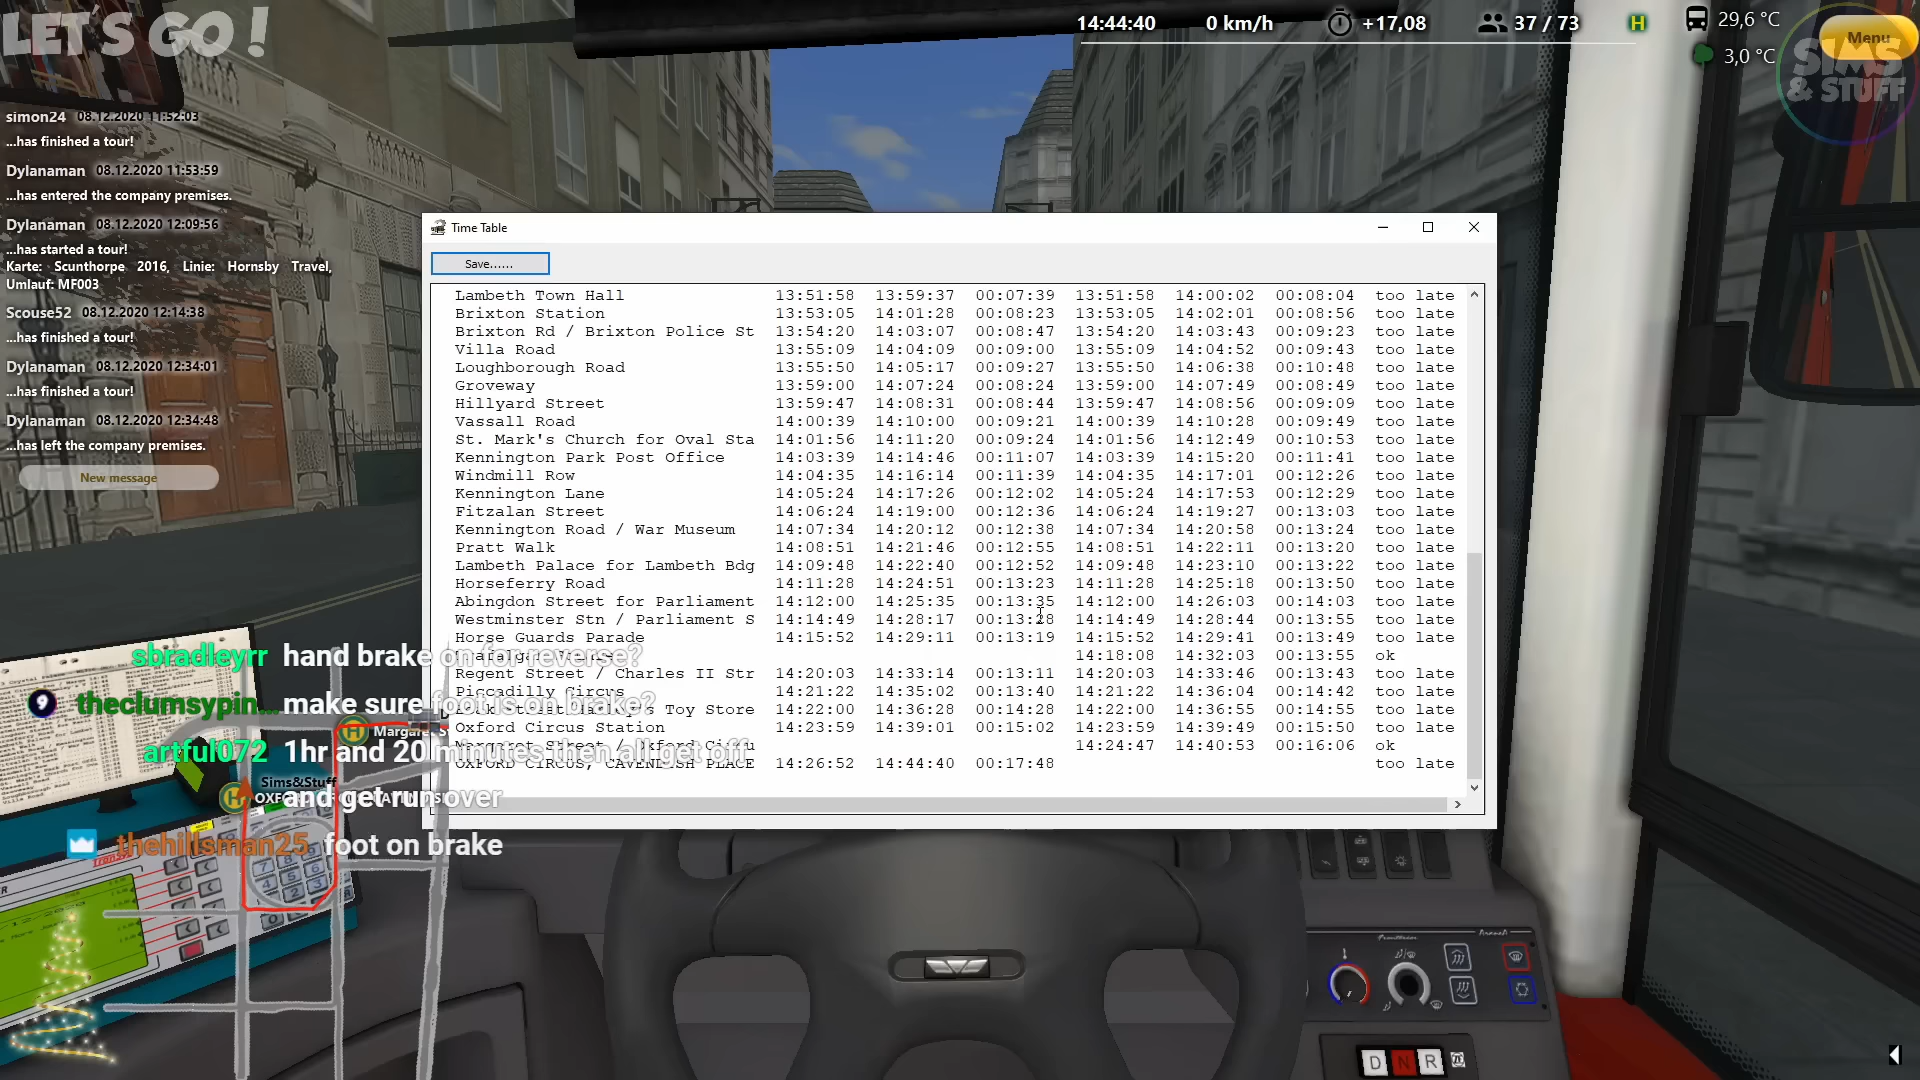 LET'S GO!
14:44:40 0 km/h +17,08 37 / 73 H 29,6 °C
3,0 °C
Menu
SIMS
& STUFF
simon24 08.12.2020 11:52:03
...has finished a tour!
Dylanaman 08.12.2020 11:53:59
...has entered the company premises.
Dylanaman 08.12.2020 12:09:56
...has started a tour!
Karte: Scunthorpe 2016, Linie: Hornsby Travel,
Umlauf: MF003
Scouse52 08.12.2020 12:14:38
...has finished a tour!
Dylanaman 08.12.2020 12:34:01
...has finished a tour!
Dylanaman 08.12.2020 12:34:48
...has left the company premises.
New message
Time Table
Save......
Lambeth Town Hall 13:51:58 13:59:37 00:07:39 13:51:58 14:00:02 00:08:04 too late
Brixton Station 13:53:05 14:01:28 00:08:23 13:53:05 14:02:01 00:08:56 too late
Brixton Rd / Brixton Police St 13:54:20 14:03:07 00:08:47 13:54:20 14:03:43 00:09:23 too late
Villa Road 13:55:09 14:04:09 00:09:00 13:55:09 14:04:52 00:09:43 too late
Loughborough Road 13:55:50 14:05:17 00:09:27 13:55:50 14:06:38 00:10:48 too late
Groveway 13:59:00 14:07:24 00:08:24 13:59:00 14:07:49 00:08:49 too late
Hillyard Street 13:59:47 14:08:31 00:08:44 13:59:47 14:08:56 00:09:09 too late
Vassall Road 14:00:39 14:10:00 00:09:21 14:00:39 14:10:28 00:09:49 too late
St. Mark's Church for Oval Sta 14:01:56 14:11:20 00:09:24 14:01:56 14:12:49 00:10:53 too late
Kennington Park Post Office 14:03:39 14:14:46 00:11:07 14:03:39 14:15:20 00:11:41 too late
Windmill Row 14:04:35 14:16:14 00:11:39 14:04:35 14:17:01 00:12:26 too late
Kennington Lane 14:05:24 14:17:26 00:12:02 14:05:24 14:17:53 00:12:29 too late
Fitzalan Street 14:06:24 14:19:00 00:12:36 14:06:24 14:19:27 00:13:03 too late
Kennington Road / War Museum 14:07:34 14:20:12 00:12:38 14:07:34 14:20:58 00:13:24 too late
Pratt Walk 14:08:51 14:21:46 00:12:55 14:08:51 14:22:11 00:13:20 too late
Lambeth Palace for Lambeth Bdg 14:09:48 14:22:40 00:12:52 14:09:48 14:23:10 00:13:22 too late
Horseferry Road 14:11:28 14:24:51 00:13:23 14:11:28 14:25:18 00:13:50 too late
Abingdon Street for Parliament 14:12:00 14:25:35 00:13:35 14:12:00 14:26:03 00:14:03 too late
Westminster Stn / Parliament S 14:14:49 14:28:17 00:13:28 14:14:49 14:28:44 00:13:55 too late
Horse Guards Parade 14:15:52 14:29:11 00:13:19 14:15:52 14:29:41 00:13:49 too late
14:18:08 14:32:03 00:13:55 ok
Regent Street / Charles II Str 14:20:03 14:33:14 00:13:11 14:20:03 14:33:46 00:13:43 too late
Piccadilly Circus 14:21:22 14:35:02 00:13:40 14:21:22 14:36:04 00:14:42 too late
Toy Store 14:22:00 14:36:28 00:14:28 14:22:00 14:36:55 00:14:55 too late
Oxford Circus Station 14:23:59 14:39:01 00:15:02 14:23:59 14:39:49 00:15:50 too late
Margaret Street / Oxford Circu 14:24:47 14:40:53 00:16:06 ok
OXFORD CIRCUS, CAVENDISH PLACE 14:26:52 14:44:40 00:17:48 too late
sbradleyrr hand brake on for reverse?
theclumsypin... make sure foot is on brake?
artful072 1hr and 20 minutes then all get off
and get run over
thehillsman25 foot on brake
H Margaret S
Sims&Stuff
H OXFO
D N R